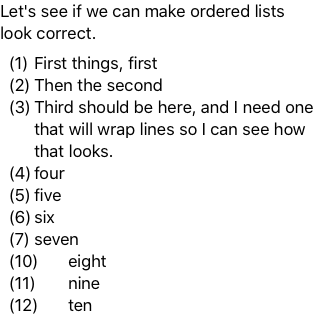 Let's see if we can make ordered lists
look correct.
(1) First things, first
(2) Then the second
(3) Third should be here, and I need one
that will wrap lines so I can see how
that looks.
(4) four
(5) five
(6) six
(7) seven
(10) eight
(11) nine
(12) ten